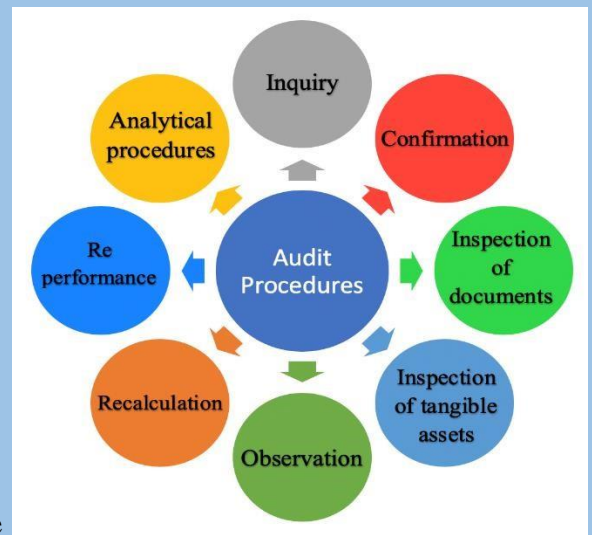 Inquiry
Confirmation
Inspection
of
documents
Inspection
of tangible
assets
Observation
Recalculation
Re
performance
Analytical
procedures
Audit
Procedures
e